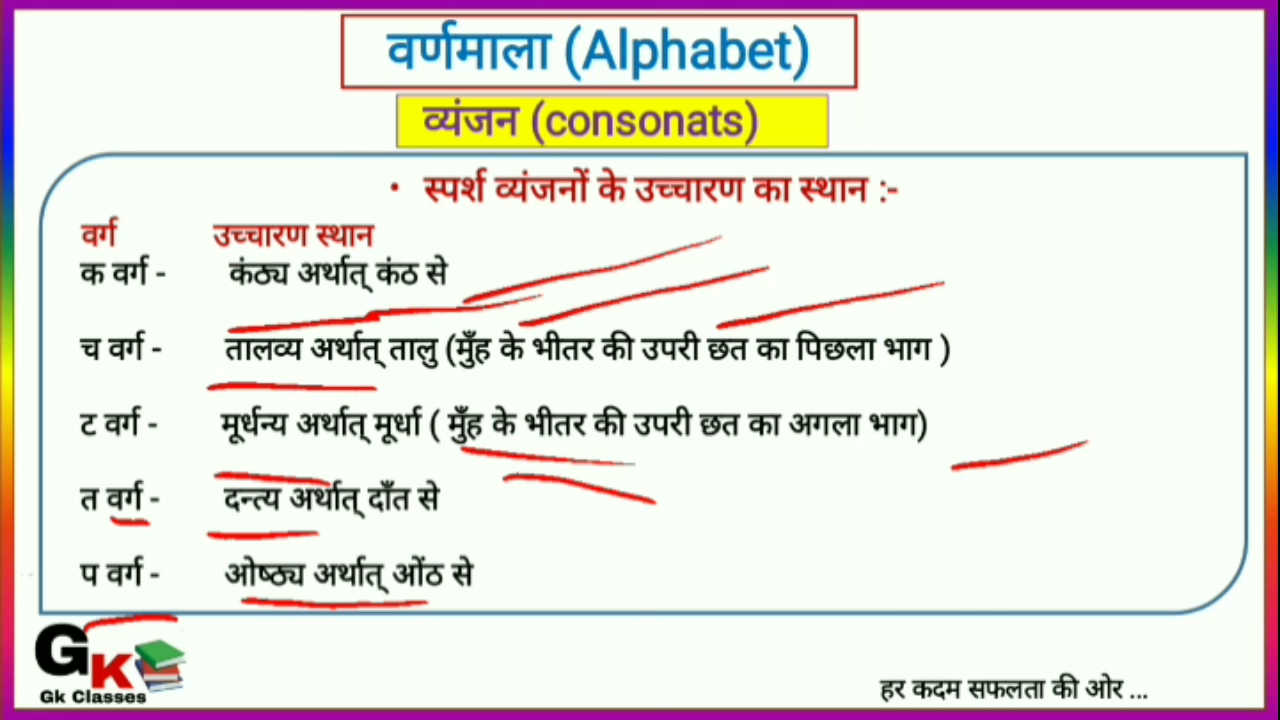 वर्णमाला (Alphabet)
व्यंजन (consonats)
• स्पर्श व्यंजनों के उच्चारण का स्थान :-
वर्ग उच्चारण स्थान
क वर्ग - कंठ्य अर्थात् कंठ से
च वर्ग - तालव्य अर्थात् तालु (मुँह के भीतर की उपरी छत का पिछला भाग )
ट वर्ग - मूर्धन्य अर्थात् मूर्धा ( मुँह के भीतर की उपरी छत का अगला भाग)
त वर्ग - दन्त्य अर्थात् दाँत से
प वर्ग - ओष्ठ्य अर्थात् ओंठ से
GK
Gk Classes
हर कदम सफलता की ओर ...